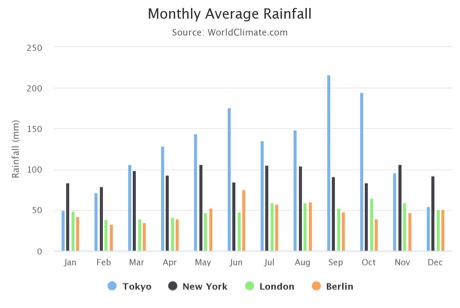 Monthly Average Rainfall
Source: WorldClimate.com
Rainfall (mm)
250
200
150
100
50
0
Jan Feb Mar Apr May Jun Jul Aug Sep Oct Nov Dec
Tokyo New York London Berlin